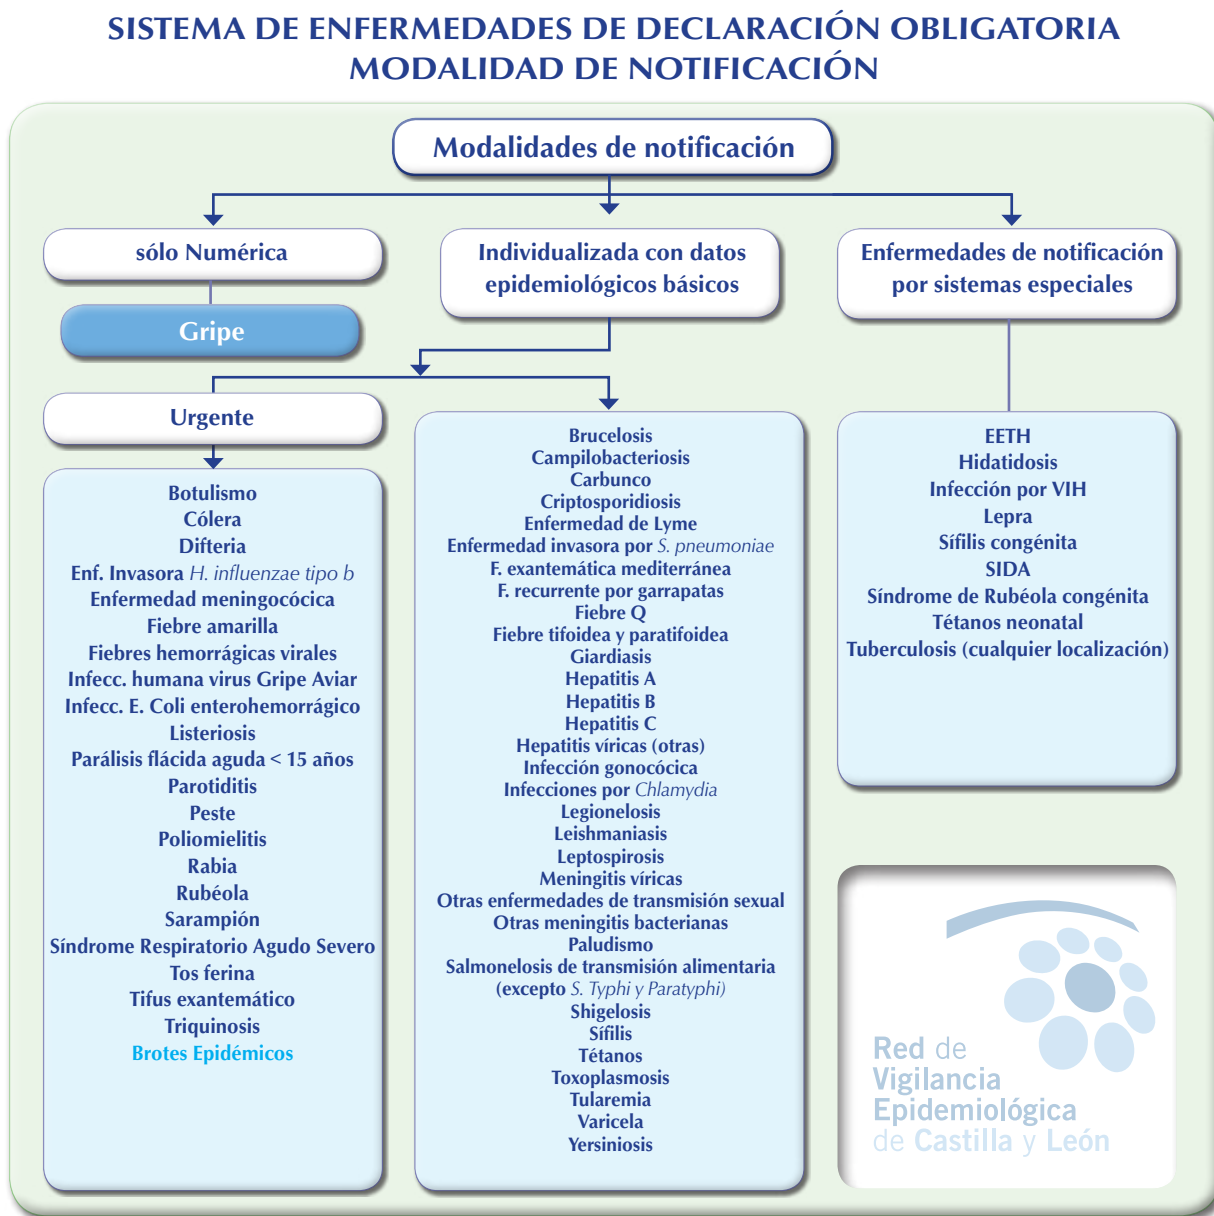 SISTEMA DE ENFERMEDADES DE DECLARACIÓN OBLIGATORIA
MODALIDAD DE NOTIFICACIÓN
Modalidades de notificación
sólo Numérica
Gripe
Individualizada con datos
epidemiológicos básicos
Enfermedades de notificación
por sistemas especiales
Urgente
Botulismo
Cólera
Difteria
Enf. Invasora H. influenzae tipo b
Enfermedad meningocócica
Fiebre amarilla
Fiebres hemorrágicas virales
Infecc. humana virus Gripe Aviar
Infecc. E. Coli enterohemorrágico
Listeriosis
Parálisis flácida aguda < 15 años
Parotiditis
Peste
Poliomielitis
Rabia
Rubéola
Sarampión
Síndrome Respiratorio Agudo Severo
Tos ferina
Tifus exantemático
Triquinosis
Brotes Epidémicos
Brucelosis
Campilobacteriosis
Carbunco
Criptosporidiosis
Enfermedad de Lyme
Enfermedad invasora por S. pneumoniae
F. exantemática mediterránea
F. recurrente por garrapatas
Fiebre Q
Fiebre tifoidea y paratifoidea
Giardiasis
Hepatitis A
Hepatitis B
Hepatitis C
Hepatitis víricas (otras)
Infección gonocócica
Infecciones por Chlamydia
Legionelosis
Leishmaniasis
Leptospirosis
Meningitis víricas
Otras enfermedades de transmisión sexual
Otras meningitis bacterianas
Paludismo
Salmonelosis de transmisión alimentaria
(excepto S. Typhi y Paratyphi)
Shigelosis
Sífilis
Tétanos
Toxoplasmosis
Tularemia
Varicela
Yersiniosis
EETH
Hidatidosis
Infección por VIH
Lepra
Sífilis congénita
SIDA
Síndrome de Rubéola congénita
Tétanos neonatal
Tuberculosis (cualquier localización)
Red de
Vigilancia
Epidemiológica
de Castilla y León